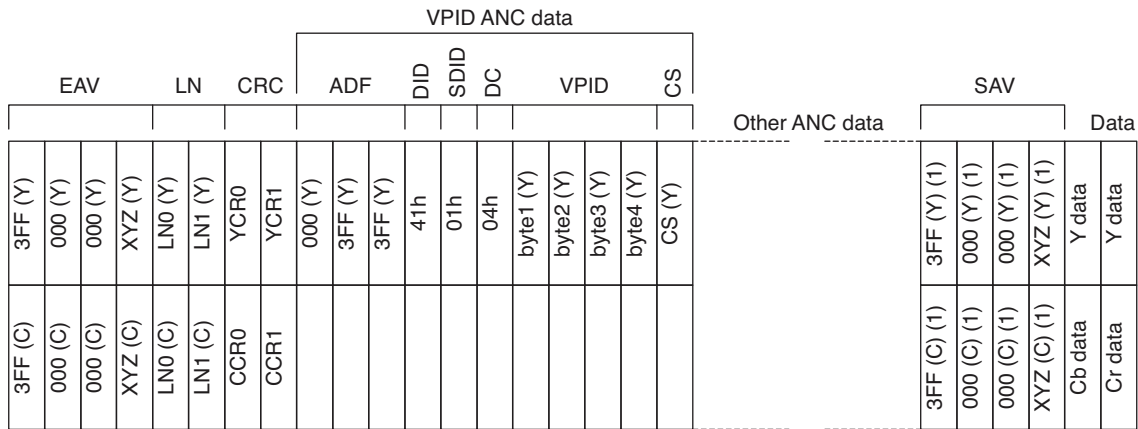 VPID ANC data
EAV LN CRC ADF DID SDID DC VPID CS SAV
Other ANC data Data
3FF (Y) 000 (Y) 000 (Y) XYZ (Y) LN0 (Y) LN1 (Y) YCR0 YCR1 000 (Y) 3FF (Y) 3FF (Y) 41h 01h 04h byte1 (Y) byte2 (Y) byte3 (Y) byte4 (Y) CS (Y) 3FF (Y) (1) 000 (Y) (1) 000 (Y) (1) XYZ (Y) (1) Y data Y data
3FF (C) 000 (C) 000 (C) XYZ (C) LN0 (C) LN1 (C) CCR0 CCR1 3FF (C) (1) 000 (C) (1) 000 (C) (1) XYZ (C) (1) Cb data Cr data